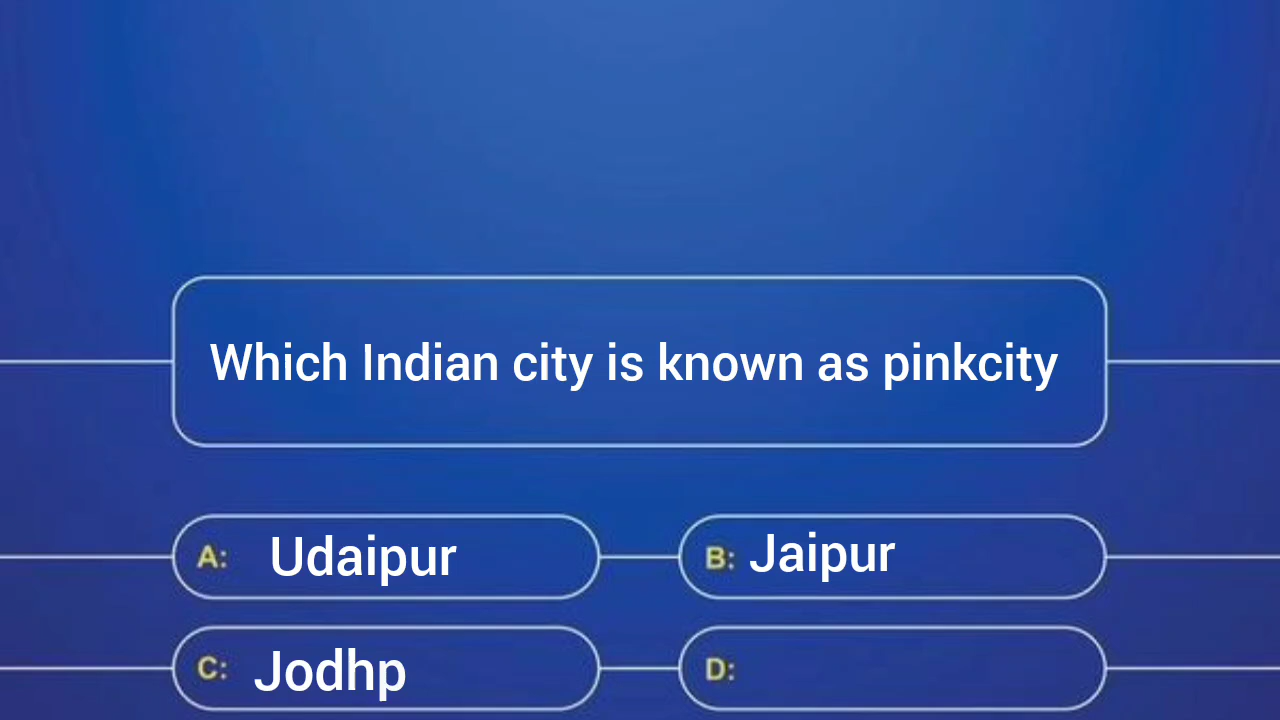 Which Indian city is known as pinkcity
A: Udaipur
B: Jaipur
C: Jodhp
D: